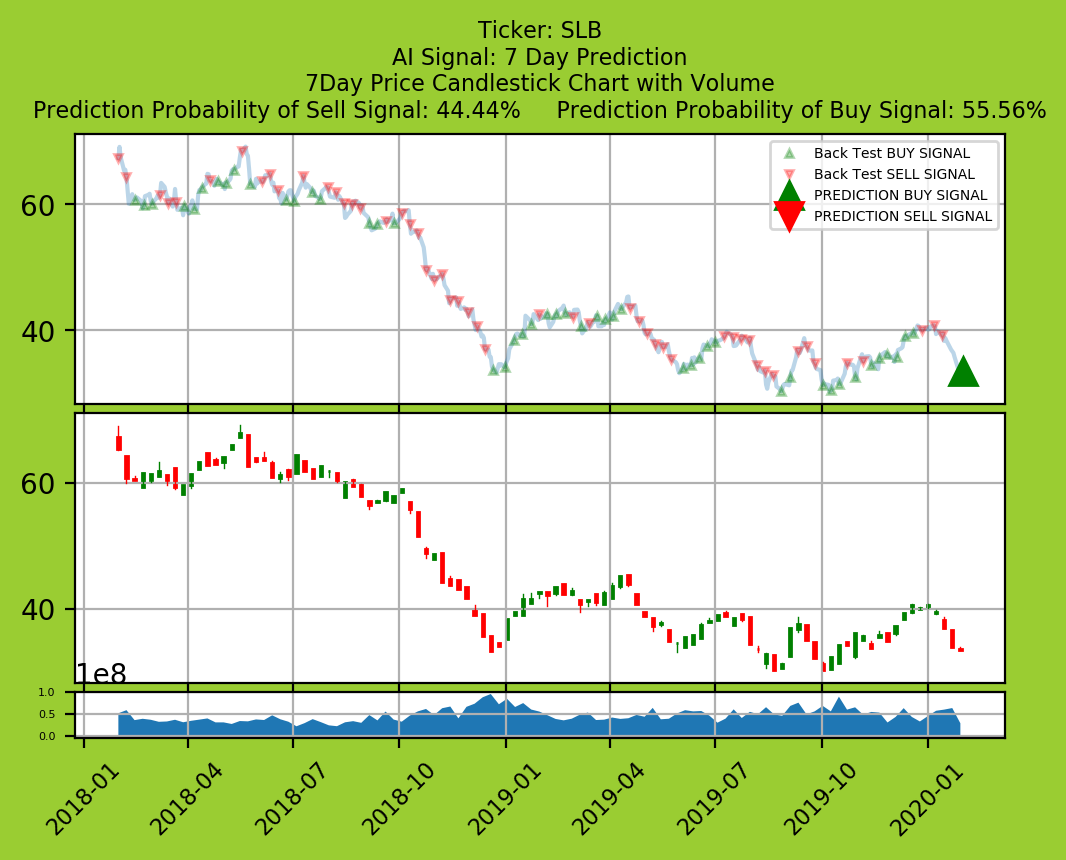 Ticker: SLB
AI Signal: 7 Day Prediction
7Day Price Candlestick Chart with Volume
Prediction Probability of Sell Signal: 44.44%     Prediction Probability of Buy Signal: 55.56%
Back Test BUY SIGNAL
Back Test SELL SIGNAL
PREDICTION BUY SIGNAL
PREDICTION SELL SIGNAL
60
40
60
40
1e8
1.0
0.5
0.0
2018-01
2018-04
2018-07
2018-10
2019-01
2019-04
2019-07
2019-10
2020-01